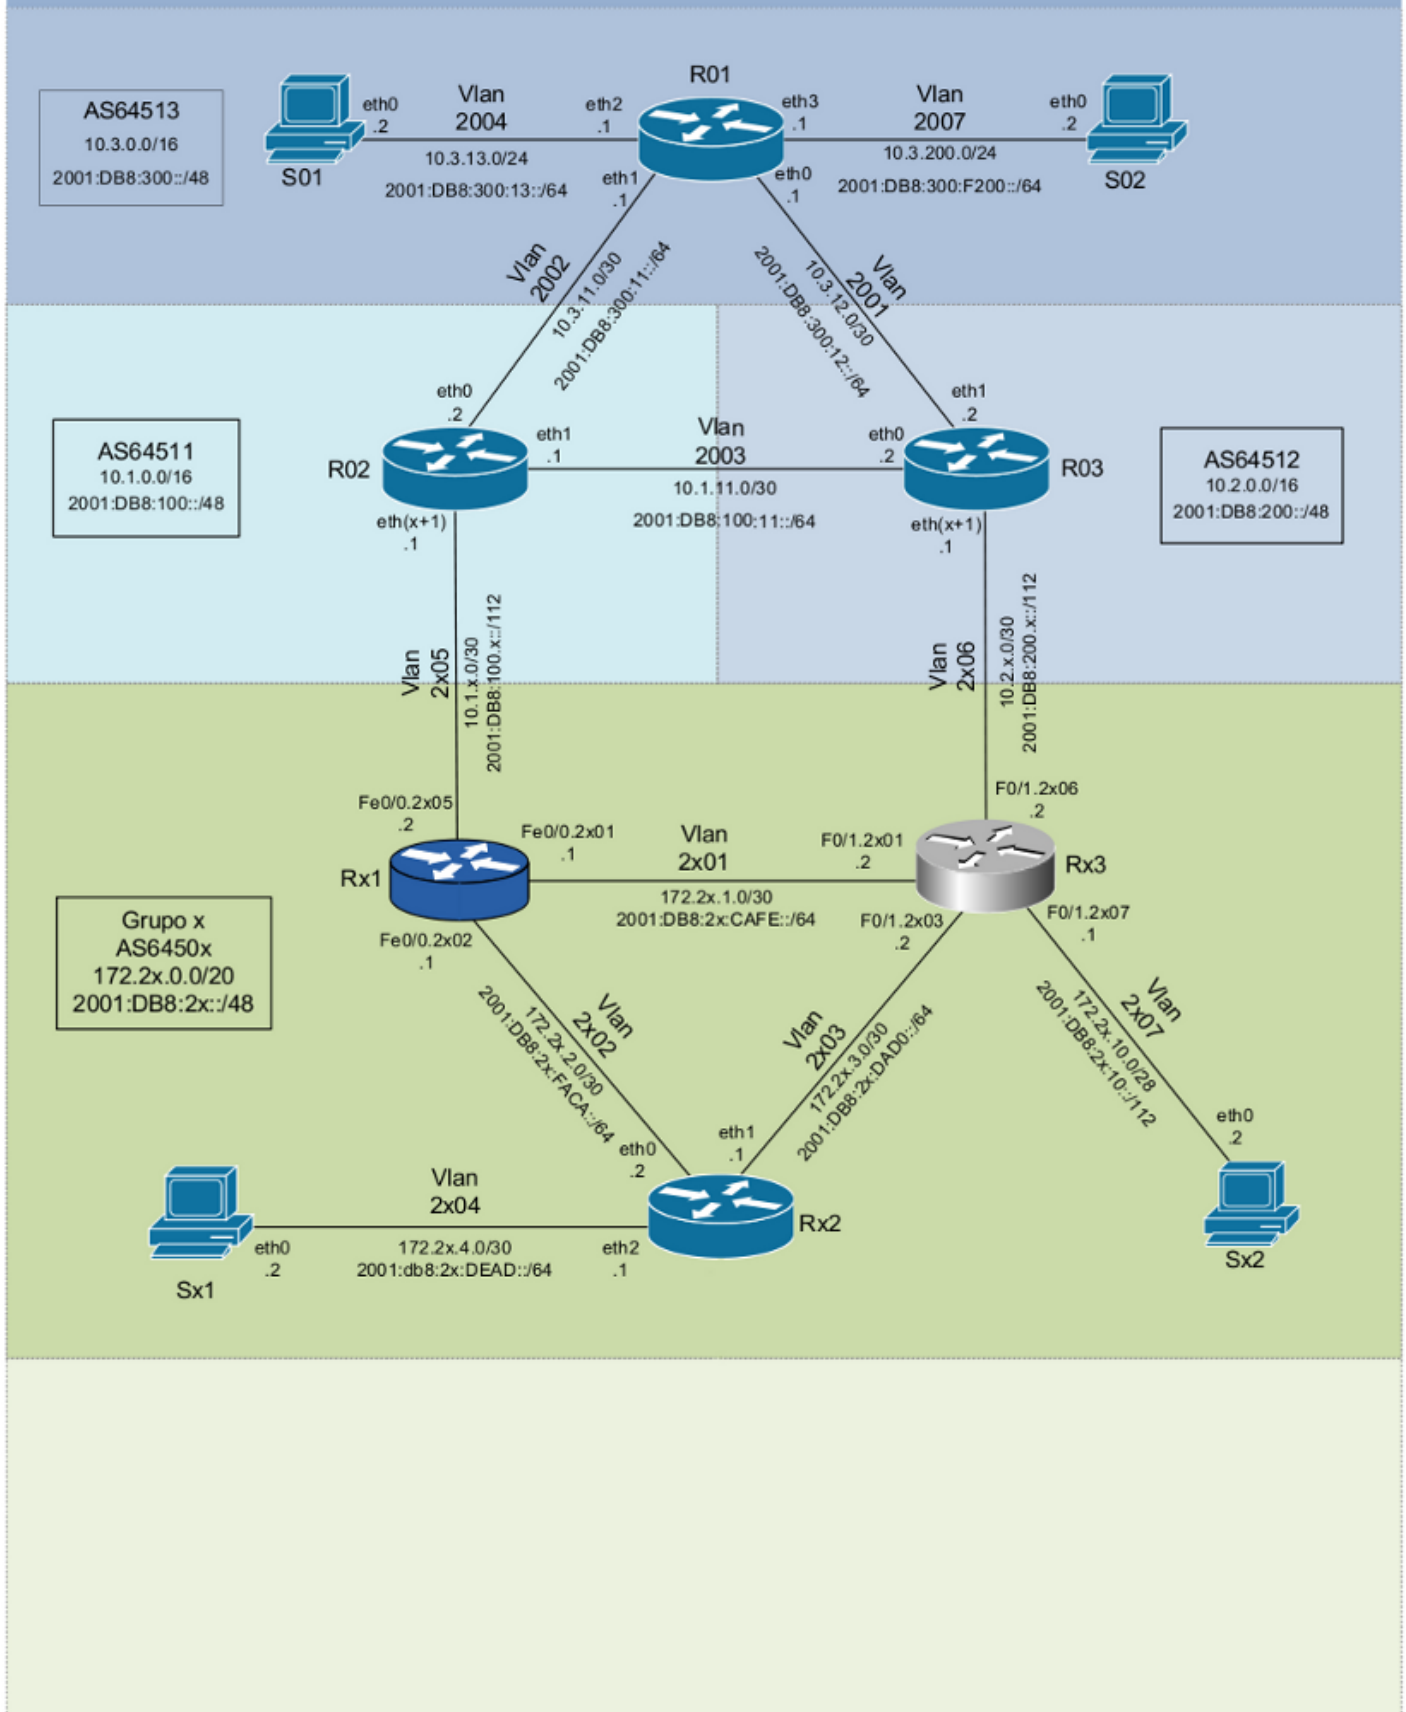 R01
AS64513
10.3.0.0/16
2001:DB8:300::/48
S01
eth0
.2
Vlan
2004
10.3.13.0/24
2001:DB8:300:13::/64
eth2
.1
eth3
.1
Vlan
2007
10.3.200.0/24
2001:DB8:300:F200::/64
eth0
.2
S02
eth1
.1
eth0
.1
Vlan
2002
10.3.11.0/30
2001:DB8:300:11::/64
Vlan
2001
10.3.12.0/30
2001:DB8:300:12::/64
AS64511
10.1.0.0/16
2001:DB8:100::/48
eth0
.2
R02
eth1
.1
Vlan
2003
10.1.11.0/30
2001:DB8:100:11::/64
eth0
.2
eth1
.2
R03
AS64512
10.2.0.0/16
2001:DB8:200::/48
eth(x+1)
.1
eth(x+1)
.1
Vlan
2x05
10.1.x.0/30
2001:DB8:100.x::/112
Vlan
2x06
10.2.x.0/30
2001:DB8:200.x::/112
Fe0/0.2x05
.2
Rx1
Fe0/0.2x01
.1
Vlan
2x01
172.2x.1.0/30
2001:DB8:2x:CAFE::/64
F0/1.2x01
.2
F0/1.2x06
.2
Rx3
Grupo x
AS6450x
172.2x.0.0/20
2001:DB8:2x::/48
Fe0/0.2x02
.1
F0/1.2x03
.2
F0/1.2x07
.1
Vlan
2x02
172.2x.2.0/30
2001:DB8:2x:FACA::/64
Vlan
2x03
172.2x.3.0/30
2001:DB8:2x:DAD0::/64
Vlan
2x07
172.2x.10.0/28
2001:DB8:2x:10::/112
eth0
.2
eth1
.1
eth0
.2
Vlan
2x04
172.2x.4.0/30
2001:db8:2x:DEAD::/64
eth0
.2
eth2
.1
Rx2
Sx1
Sx2